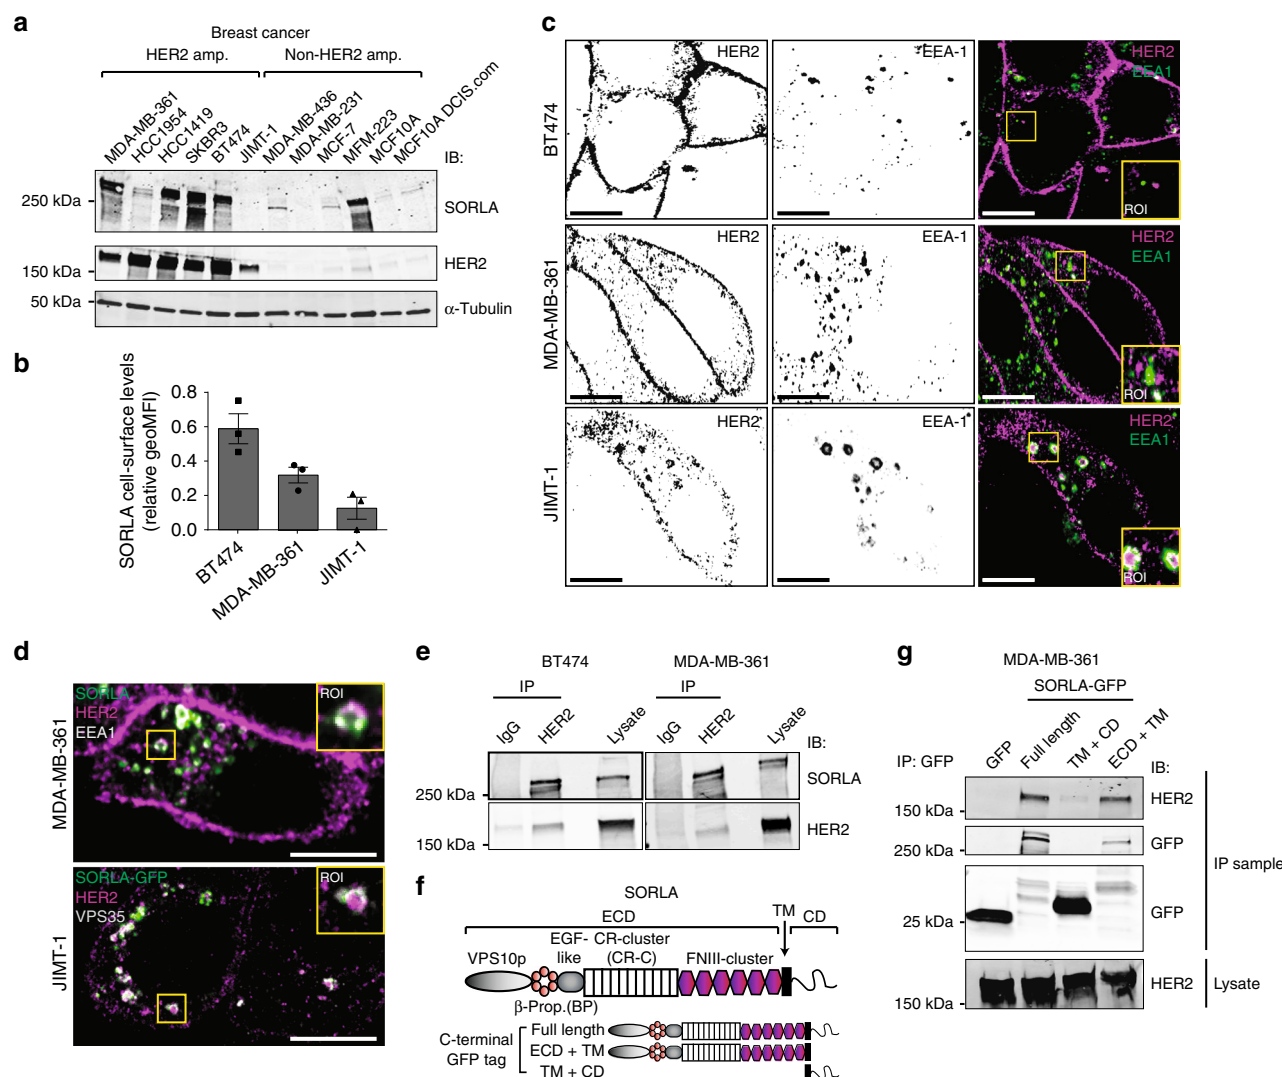 a
Breast cancer
HER2 amp.
Non-HER2 amp.
MDA-MB-361
HCC1954
HCC1419
SKBR3
BT474
JIMT-1
MDA-MB-436
MDA-MB-231
MCF-7
MFM-223
MCF10A
MCF10A DCIS.com
IB:
250 kDa
SORLA
150 kDa
HER2
50 kDa
α-Tubulin
b
SORLA cell-surface levels
(relative geoMFI)
0.8
0.6
0.4
0.2
0.0
BT474
MDA-MB-361
JIMT-1
c
BT474
HER2
EEA-1
HER2
EEA1
ROI
MDA-MB-361
HER2
EEA-1
HER2
EEA1
ROI
JIMT-1
HER2
EEA-1
HER2
EEA1
ROI
d
MDA-MB-361
SORLA
HER2
EEA1
ROI
JIMT-1
SORLA-GFP
HER2
VPS35
ROI
e
BT474
MDA-MB-361
IP
IP
IgG
HER2
Lysate
IgG
HER2
Lysate
IB:
SORLA
250 kDa
HER2
150 kDa
f
SORLA
ECD
TM
CD
VPS10p
EGF-
like
CR-cluster
(CR-C)
FNIII-cluster
β-Prop.(BP)
C-terminal
GFP tag
Full length
ECD + TM
TM + CD
g
MDA-MB-361
SORLA-GFP
IP: GFP
GFP
Full length
TM + CD
ECD + TM
IB:
150 kDa
HER2
250 kDa
GFP
25 kDa
GFP
IP sample
150 kDa
HER2
Lysate